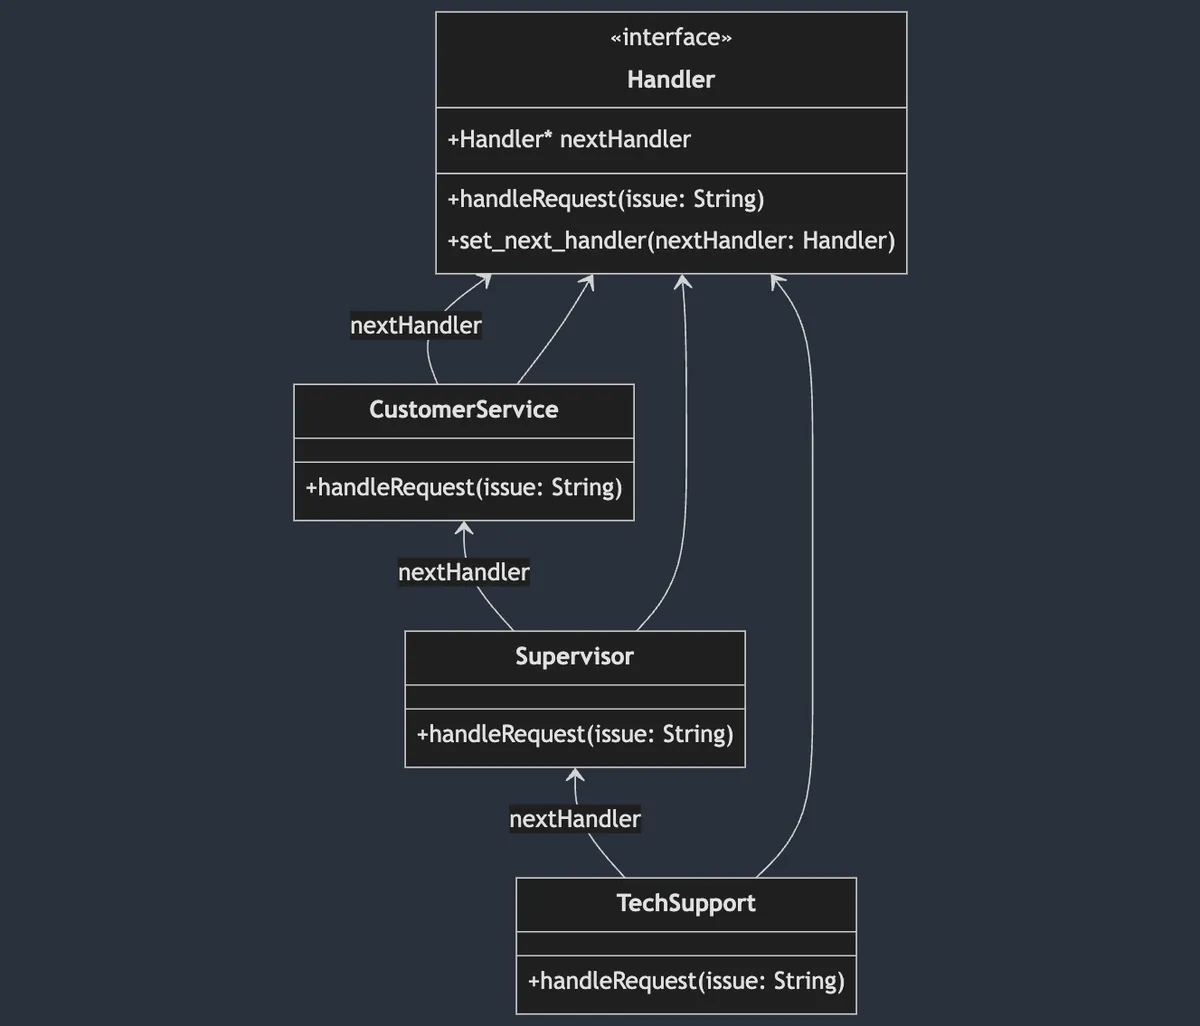 «interface»
Handler
+Handler* nextHandler
+handleRequest(issue: String)
+set_next_handler(nextHandler: Handler)
nextHandler
CustomerService
+handleRequest(issue: String)
nextHandler
Supervisor
+handleRequest(issue: String)
nextHandler
TechSupport
+handleRequest(issue: String)